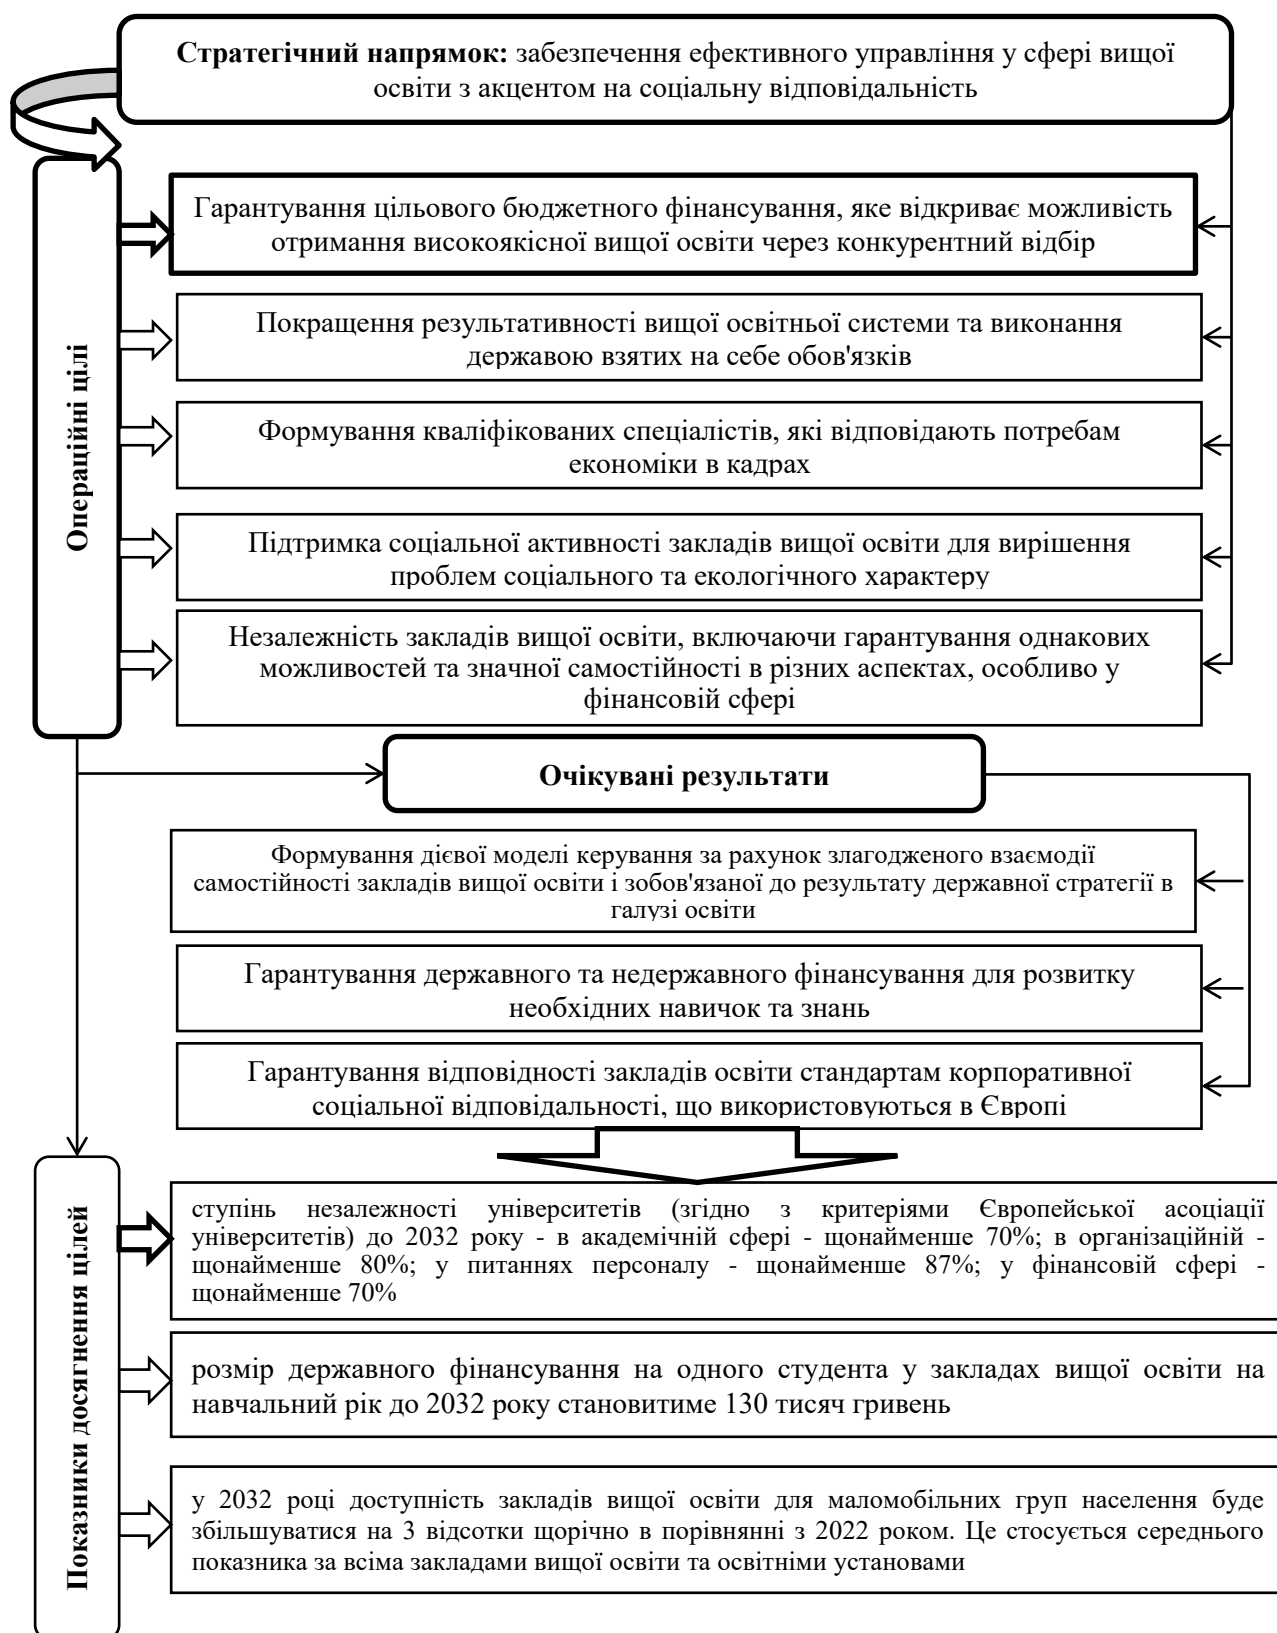 Стратегічний напрямок: забезпечення ефективного управління у сфері вищої
освіти з акцентом на соціальну відповідальність
Операційні цілі
Гарантування цільового бюджетного фінансування, яке відкриває можливість
отримання високоякісної вищої освіти через конкурентний відбір
Покращення результативності вищої освітньої системи та виконання
державою взятих на себе обов'язків
Формування кваліфікованих спеціалістів, які відповідають потребам
економіки в кадрах
Підтримка соціальної активності закладів вищої освіти для вирішення
проблем соціального та екологічного характеру
Незалежність закладів вищої освіти, включаючи гарантування однакових
можливостей та значної самостійності в різних аспектах, особливо у
фінансовій сфері
Очікувані результати
Формування дієвої моделі керування за рахунок злагодженого взаємодії
самостійності закладів вищої освіти і зобов'язаної до результату державної стратегії в
галузі освіти
Гарантування державного та недержавного фінансування для розвитку
необхідних навичок та знань
Гарантування відповідності закладів освіти стандартам корпоративної
соціальної відповідальності, що використовуються в Європі
Показники досягнення цілей
ступінь незалежності університетів (згідно з критеріями Європейської асоціації
університетів) до 2032 року - в академічній сфері - щонайменше 70%; в організаційній -
щонайменше 80%; у питаннях персоналу - щонайменше 87%; у фінансовій сфері -
щонайменше 70%
розмір державного фінансування на одного студента у закладах вищої освіти на
навчальний рік до 2032 року становитиме 130 тисяч гривень
у 2032 році доступність закладів вищої освіти для маломобільних груп населення буде
збільшуватися на 3 відсотки щорічно в порівнянні з 2022 роком. Це стосується середнього
показника за всіма закладами вищої освіти та освітніми установами